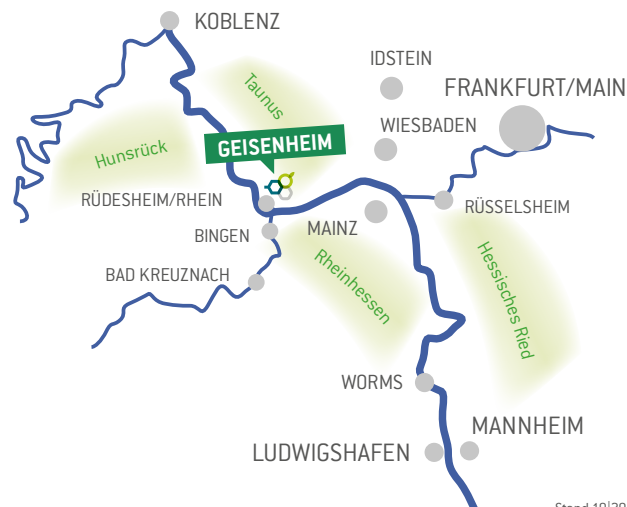 KOBLENZ
IDSTEIN
FRANKFURT/MAIN
Taunus
WIESBADEN
Hunsrück
GEISENHEIM
RÜDESHEIM/RHEIN
RÜSSELSHEIM
MAINZ
BINGEN
BAD KREUZNACH
Rheinhessen
Hessisches Ried
WORMS
MANNHEIM
LUDWIGSHAFEN